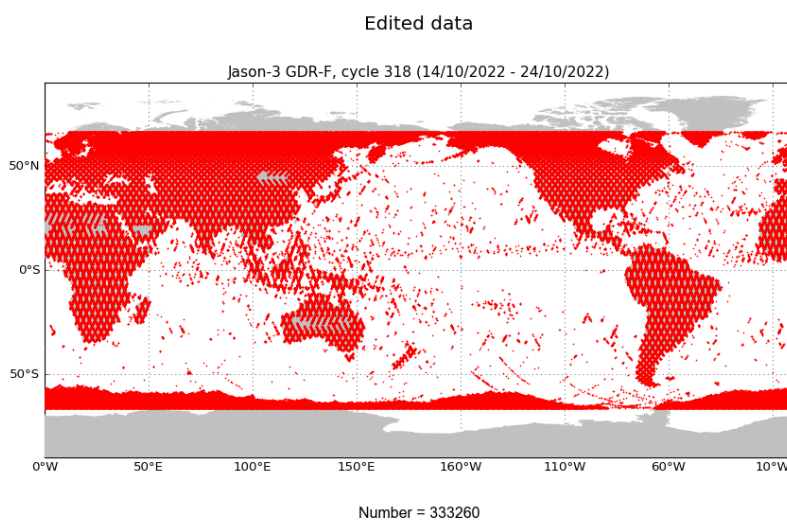 Edited data
Jason-3 GDR-F, cycle 318 (14/10/2022 - 24/10/2022)
50°N
0°S
50°S
0°W 50°E 100°E 150°E 160°W 110°W 60°W 10°W
Number = 333260